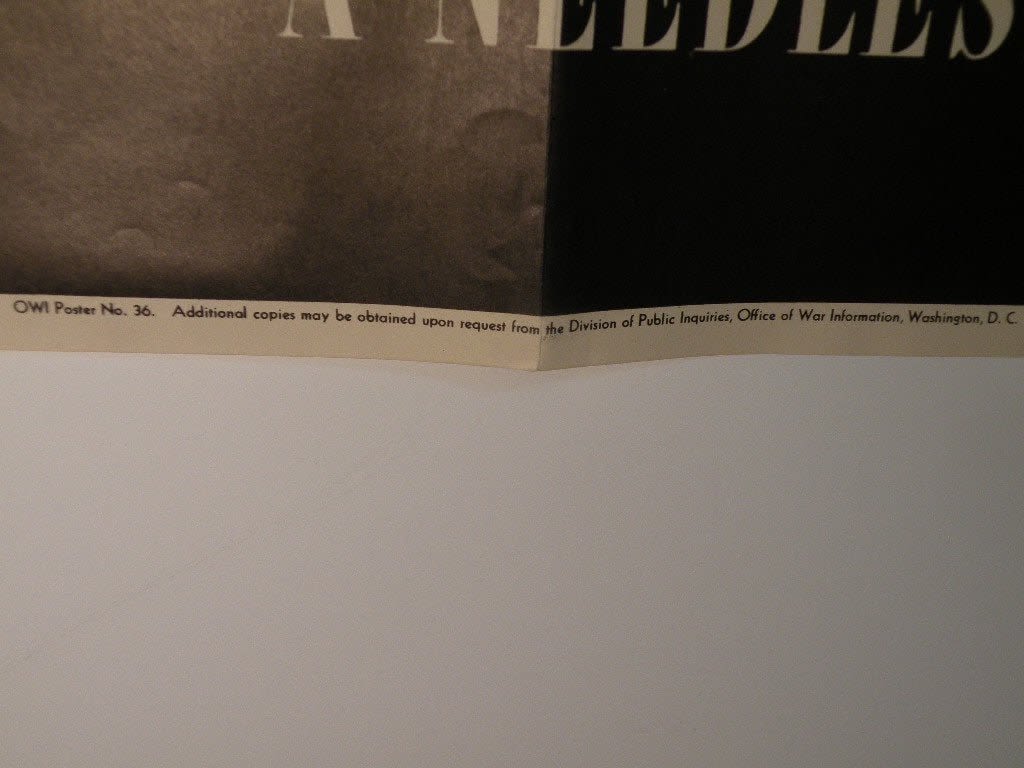 A NEEDLES
OWI Poster No. 36. Additional copies may be obtained upon request from the Division of Public Inquiries, Office of War Information, Washington, D. C.